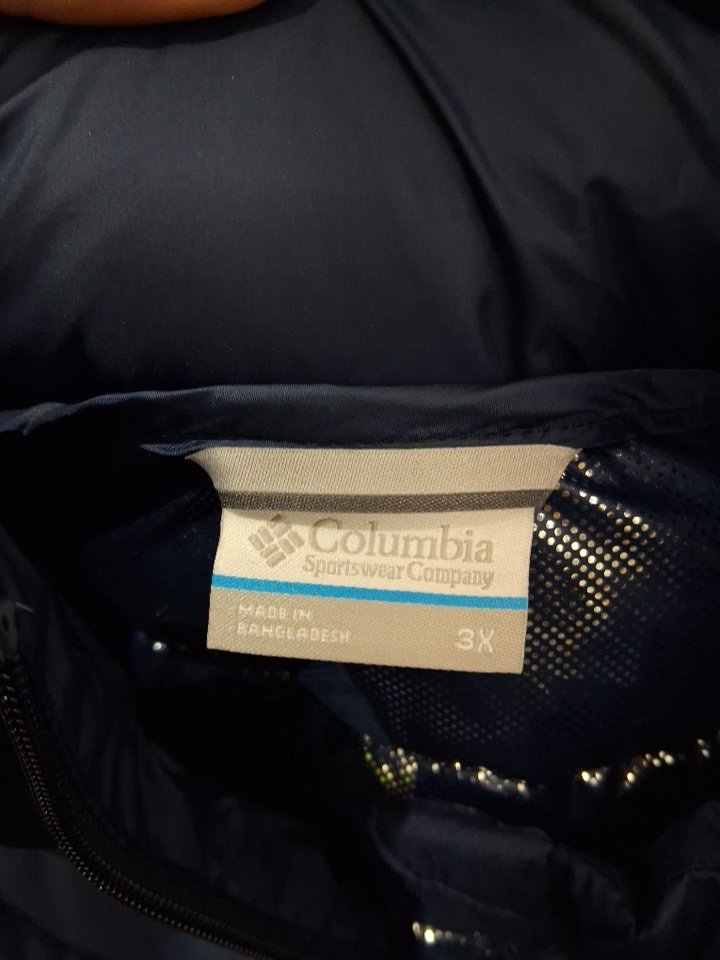 Columbia
Sportswear Company
MADE IN
BANGLADESH
3X